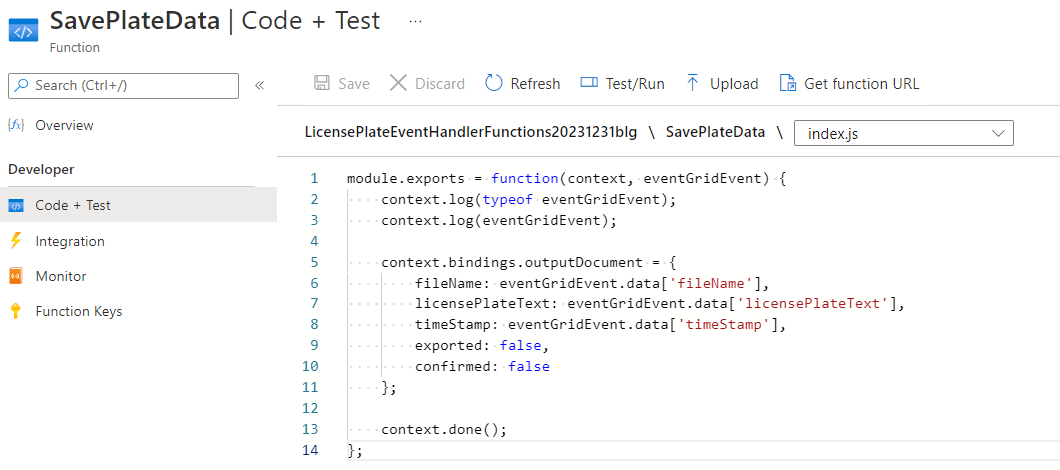 SavePlateData | Code + Test ...
Function
Search (Ctrl+/) «
Overview
Developer
Code + Test
Integration
Monitor
Function Keys
Save Discard Refresh Test/Run Upload Get function URL
LicensePlateEventHandlerFunctions20231231blg \ SavePlateData \ index.js
1 module.exports = function(context, eventGridEvent) {
2 context.log(typeof eventGridEvent);
3 context.log(eventGridEvent);
4
5 context.bindings.outputDocument = {
6 fileName: eventGridEvent.data['fileName'],
7 licensePlateText: eventGridEvent.data['licensePlateText'],
8 timeStamp: eventGridEvent.data['timeStamp'],
9 exported: false,
10 confirmed: false
11 };
12
13 context.done();
14 };